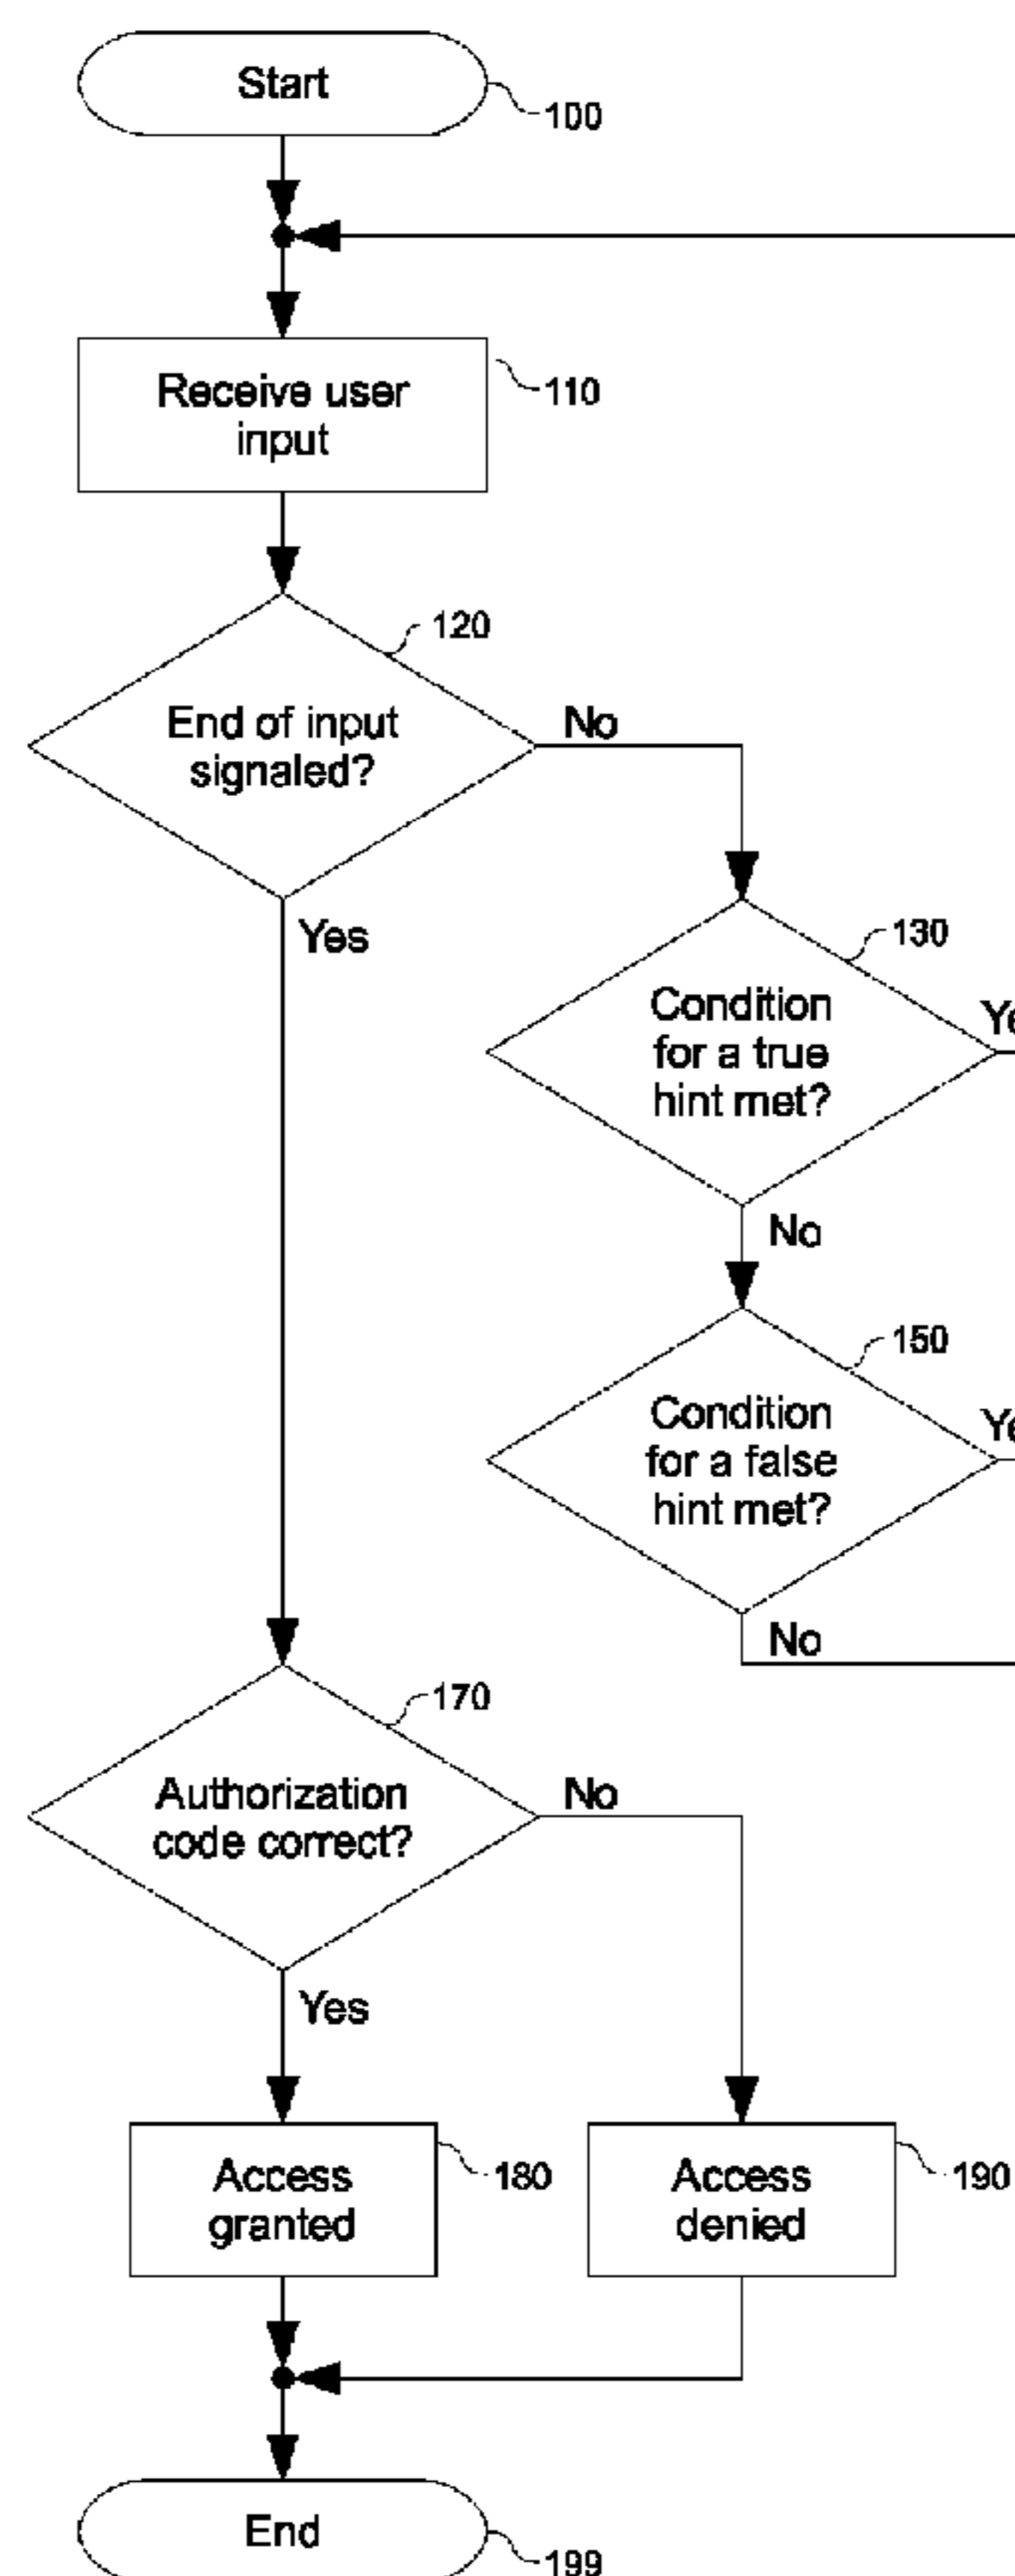 Start
100
Receive user
input
110
120
End of input
signaled?
No
Yes
130
Condition
for a true
hint met?
No
150
Condition
for a false
hint met?
No
170
Authorization
code correct?
No
Yes
Access
granted
180
Access
denied
190
End
199